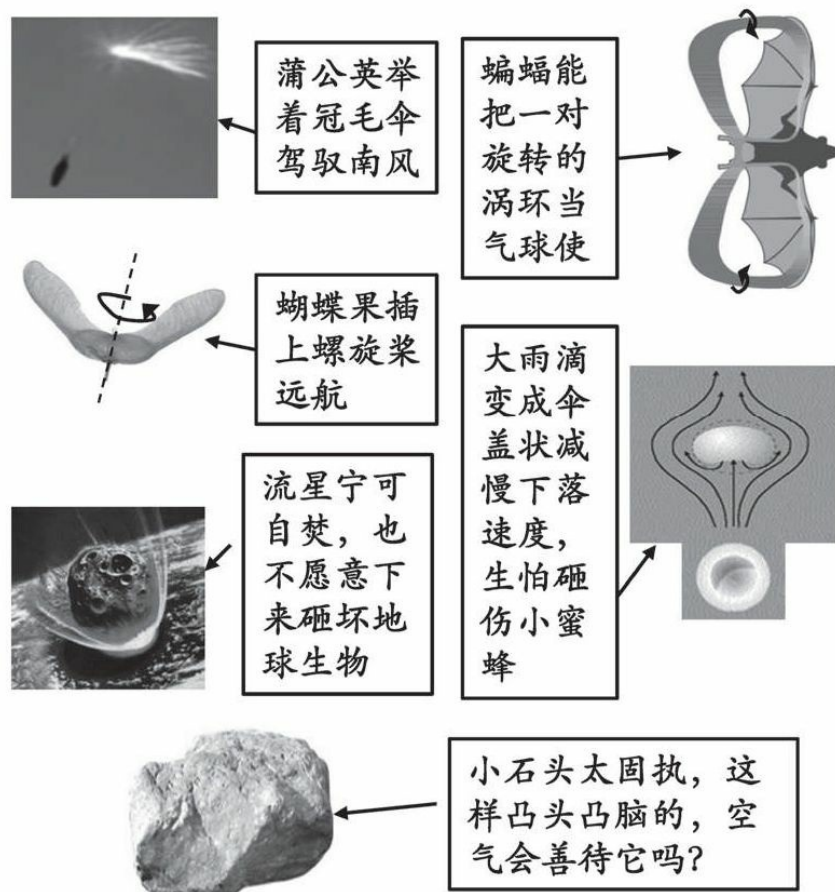 蒲公英举
着冠毛伞
驾驭南风
蝙蝠能
把一对
旋转的
涡环当
气球使
蝴蝶果插
上螺旋桨
远航
大雨滴
变成伞
盖状减
慢下落
速度，
生怕砸
伤小蜜
蜂
流星宁可
自焚，也
不愿意下
来砸坏地
球生物
小石头太固执，这
样凸头凸脑的，空
气会善待它吗？